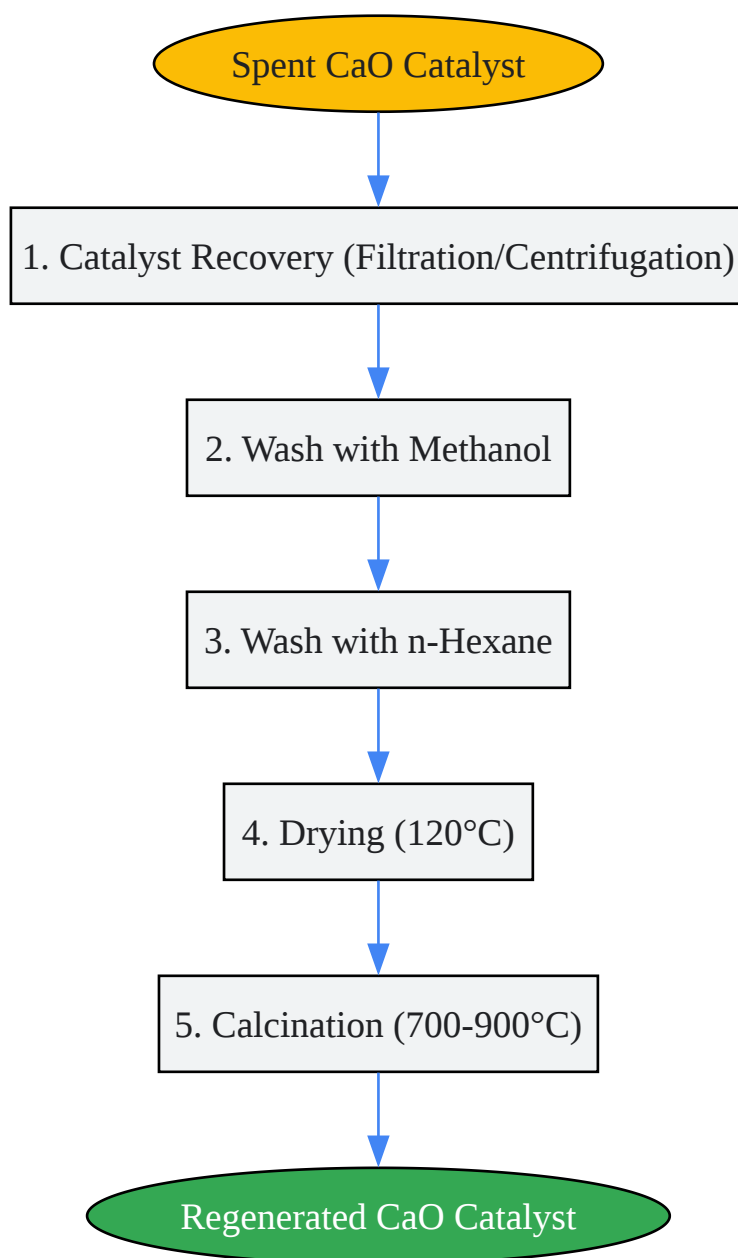 Spent CaO Catalyst
1. Catalyst Recovery (Filtration/Centrifugation)
2. Wash with Methanol
3. Wash with n-Hexane
4. Drying (120°C)
5. Calcination (700-900°C)
Regenerated CaO Catalyst